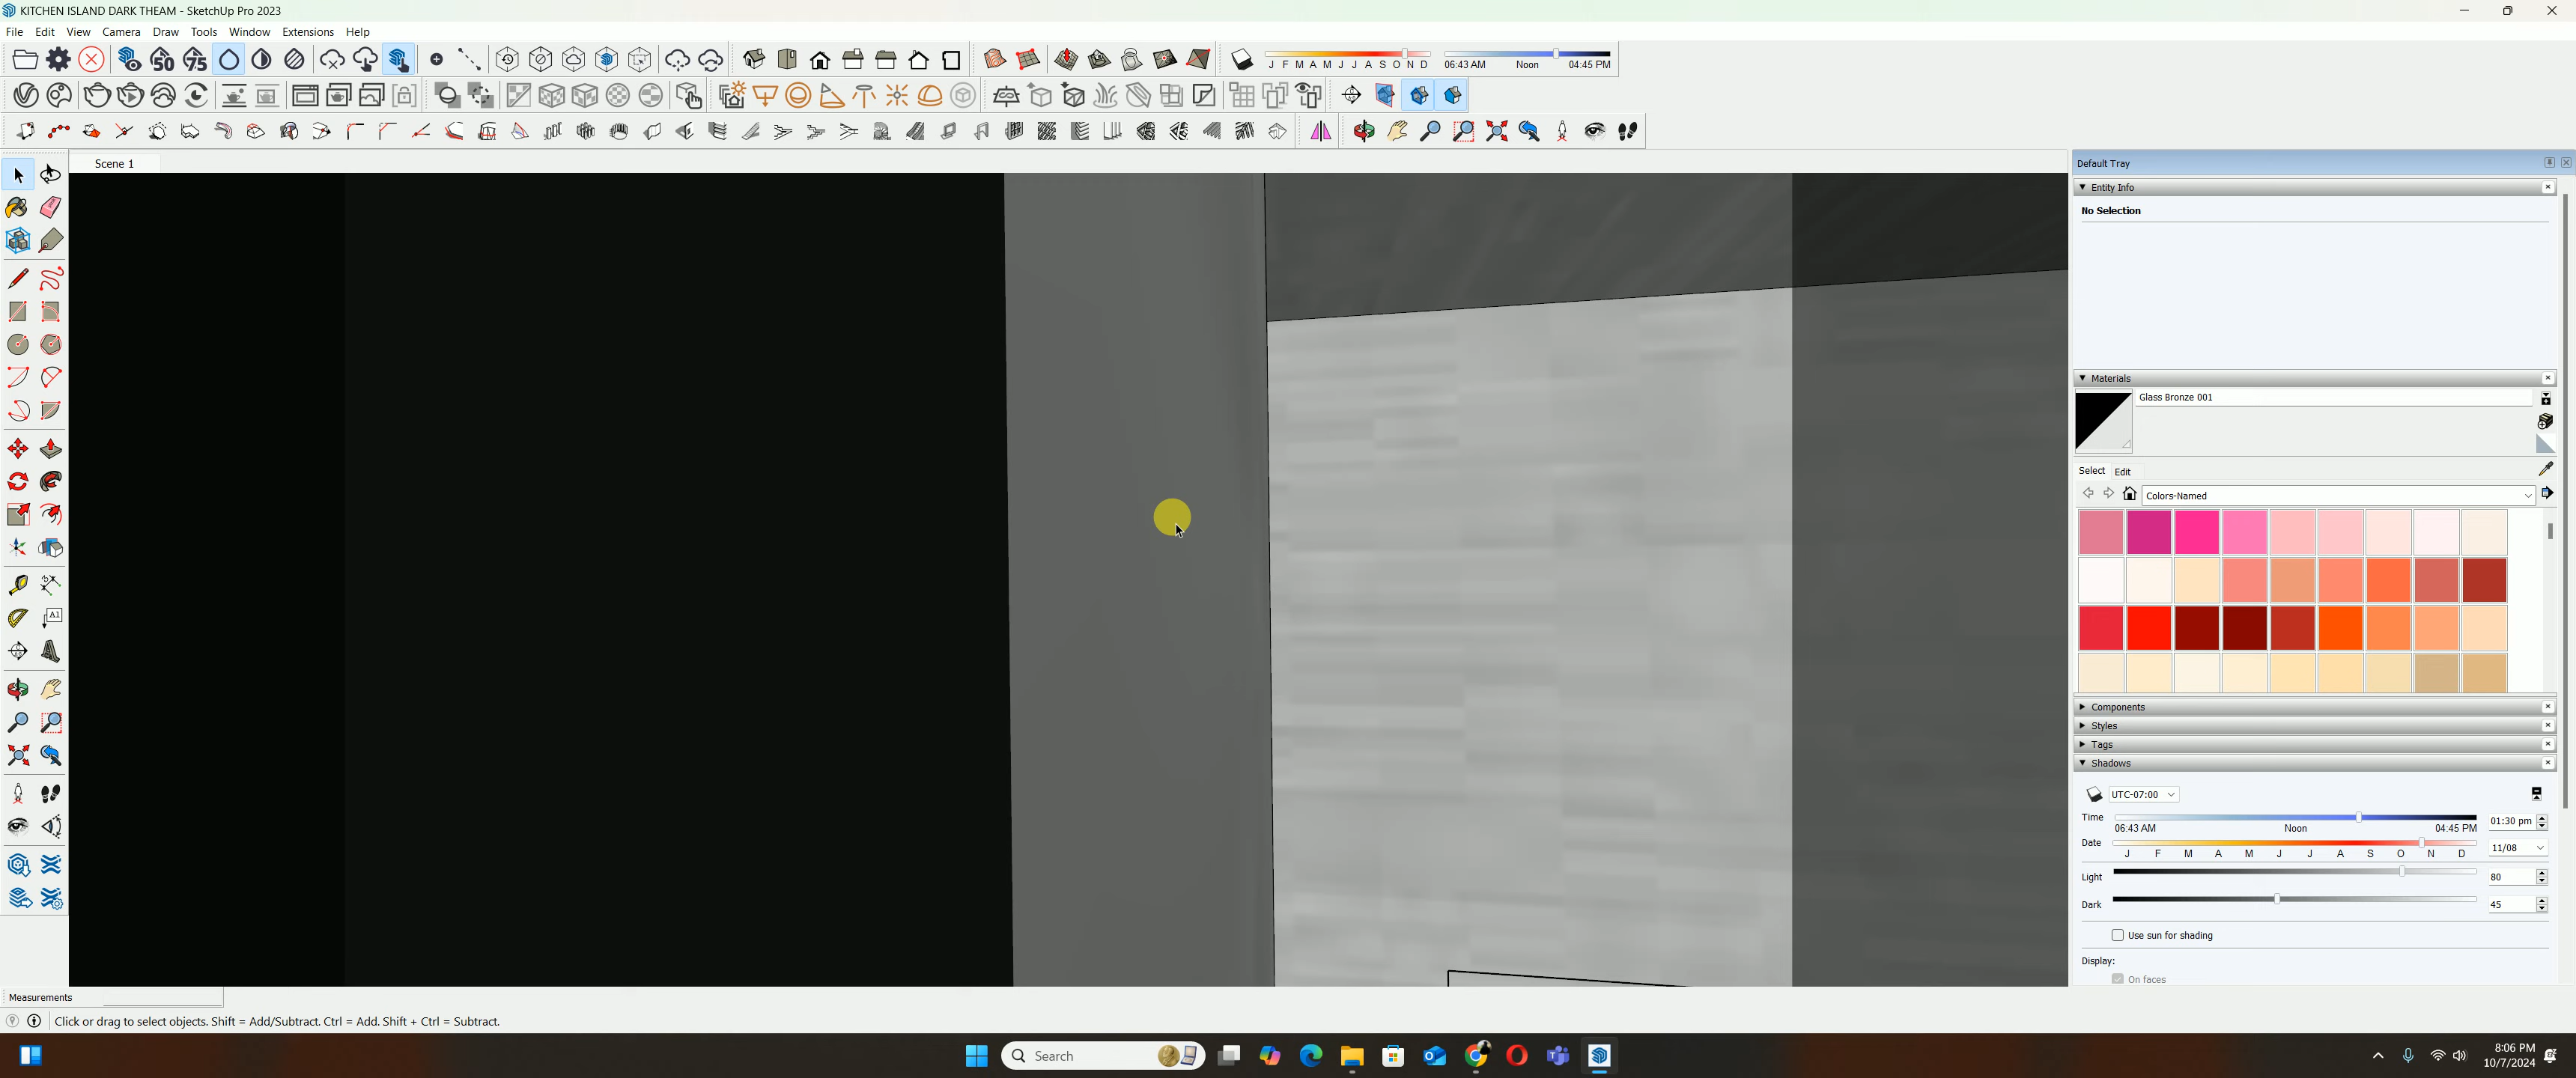 KITCHEN ISLAND DARK THEAM - SketchUp Pro 2023
File Edit View Camera Draw Tools Window Extensions Help
50 75
J F M A M J J A S O N D 06:43 AM Noon 04:45 PM
Scene 1
Default Tray
Entity Info
No Selection
Materials
Glass Bronze 001
Select Edit
Colors-Named
A1
Components
Styles
Tags
Shadows
UTC-07:00
Time 01:30 pm
06:43 AM Noon 04:45 PM
Date 11/08
J F M A M J J A S O N D
Light 80
Dark 45
Use sun for shading
Display:
On faces
Measurements
Click or drag to select objects. Shift = Add/Subtract. Ctrl = Add. Shift + Ctrl = Subtract.
Search
8:06 PM
10/7/2024